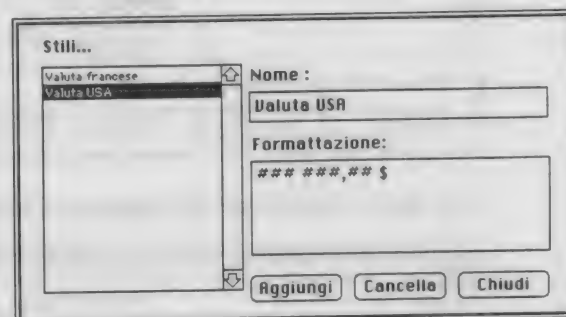 Stili...
Valuta francese
Valuta USA
Nome :
Valuta USA
Formattazione:
### ###,## $
Aggiungi
Cancella
Chiudi